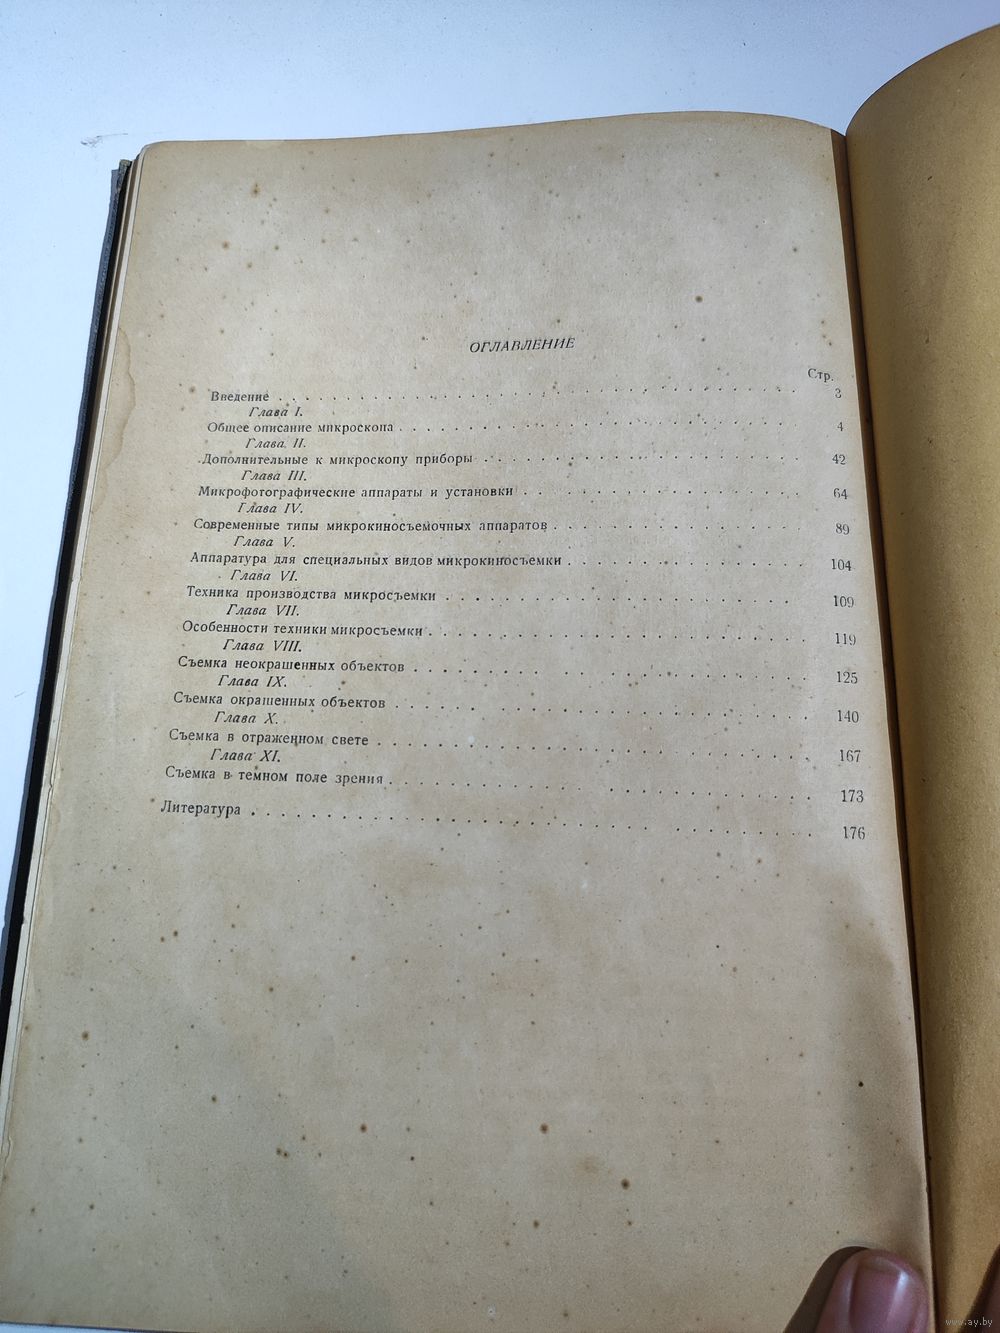 ОГЛАВЛЕНИЕ
Стр.
Введение . . . . . . . . . . . . . . . . . . . . 3
Глава I.
Общее описание микроскопа . . . . . . . . . . . . . . . 4
Глава II.
Дополнительные к микроскопу приборы . . . . . . . . . . . . 42
Глава III.
Микрофотографические аппараты и установки . . . . . . . . . . 64
Глава IV.
Современные типы микрокиносъемочных аппаратов . . . . . . . . . 89
Глава V.
Аппаратура для специальных видов микрокиносъемки . . . . . . . . 104
Глава VI.
Техника производства микросъемки . . . . . . . . . . . . . 109
Глава VII.
Особенности техники микросъемки . . . . . . . . . . . . . 119
Глава VIII.
Съемка неокрашенных объектов . . . . . . . . . . . . . . 125
Глава IX.
Съемка окрашенных объектов . . . . . . . . . . . . . . . 140
Глава X.
Съемка в отраженном свете . . . . . . . . . . . . . . . 167
Глава XI.
Съемка в темном поле зрения . . . . . . . . . . . . . . . 173
Литература . . . . . . . . . . . . . . . . . . . . 176
www.ay.by